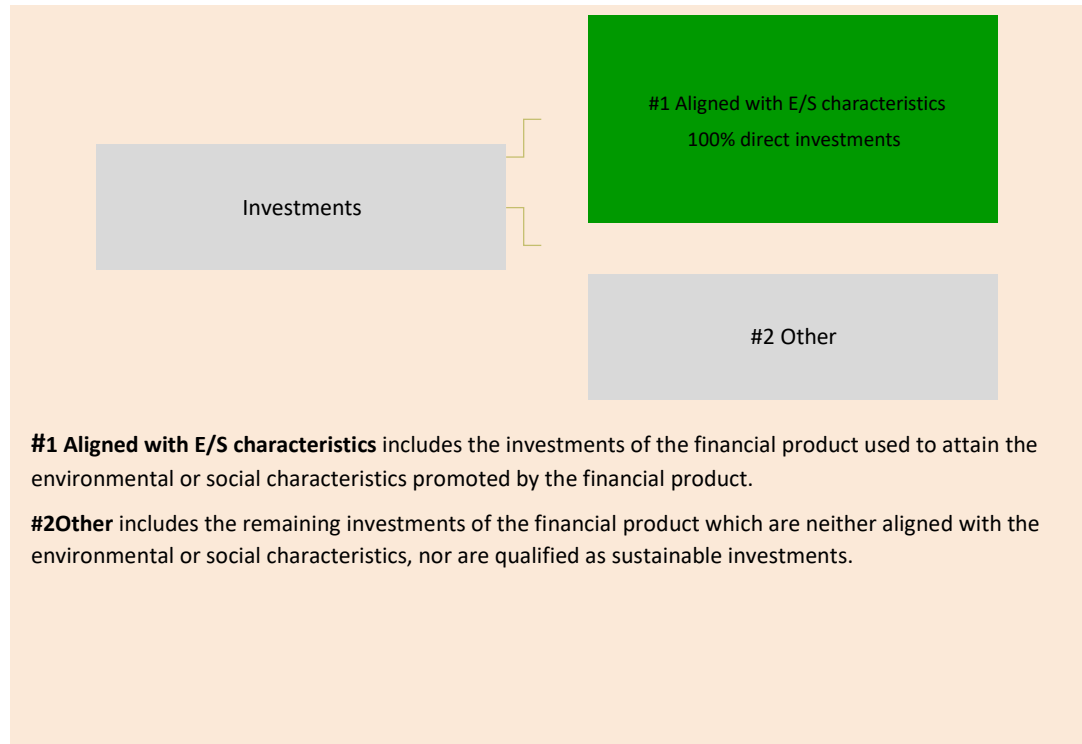 #1 Aligned with E/S characteristics
100% direct investments
Investments
#2 Other
#1 Aligned with E/S characteristics includes the investments of the financial product used to attain the
environmental or social characteristics promoted by the financial product.
#2Other includes the remaining investments of the financial product which are neither aligned with the
environmental or social characteristics, nor are qualified as sustainable investments.